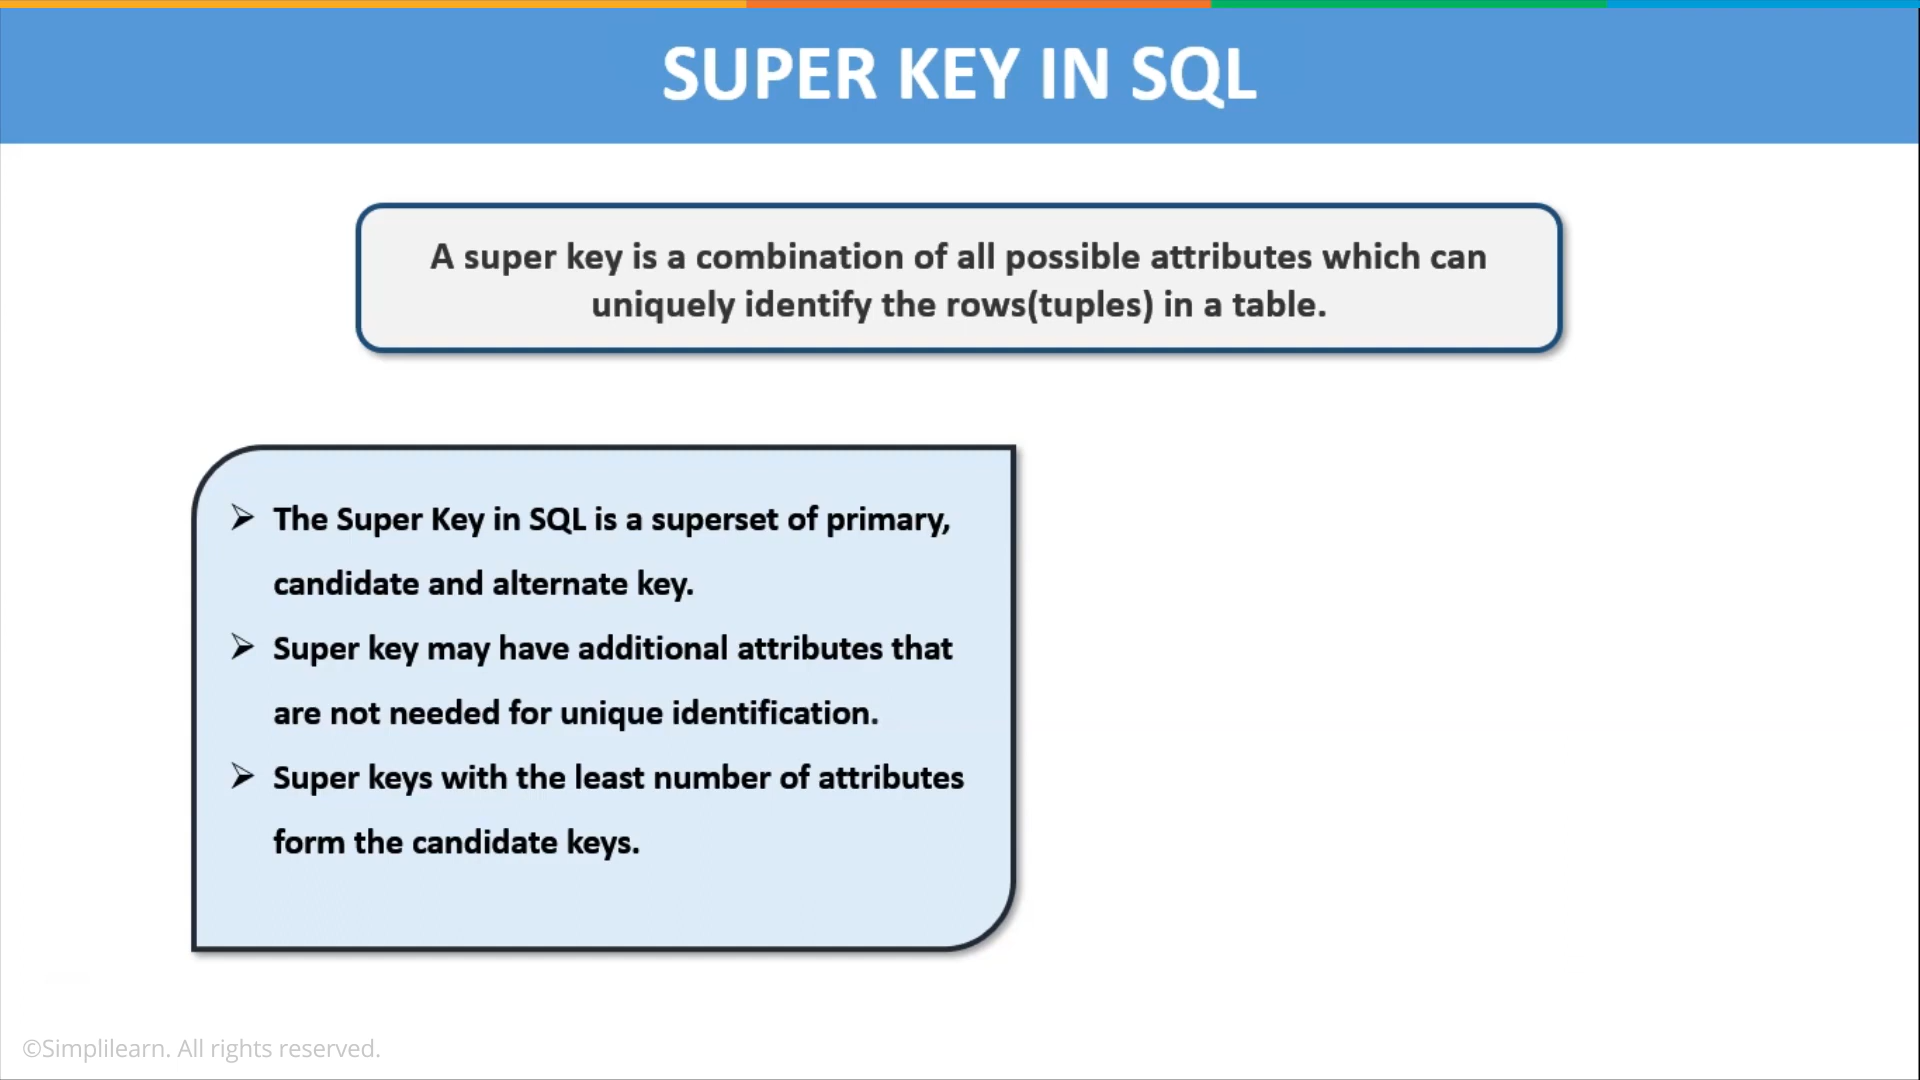 SUPER KEY IN SQL
A super key is a combination of all possible attributes which can
uniquely identify the rows(tuples) in a table.
➢ The Super Key in SQL is a superset of primary,
candidate and alternate key.
➢ Super key may have additional attributes that
are not needed for unique identification.
➢ Super keys with the least number of attributes
form the candidate keys.
©Simplilearn. All rights reserved.